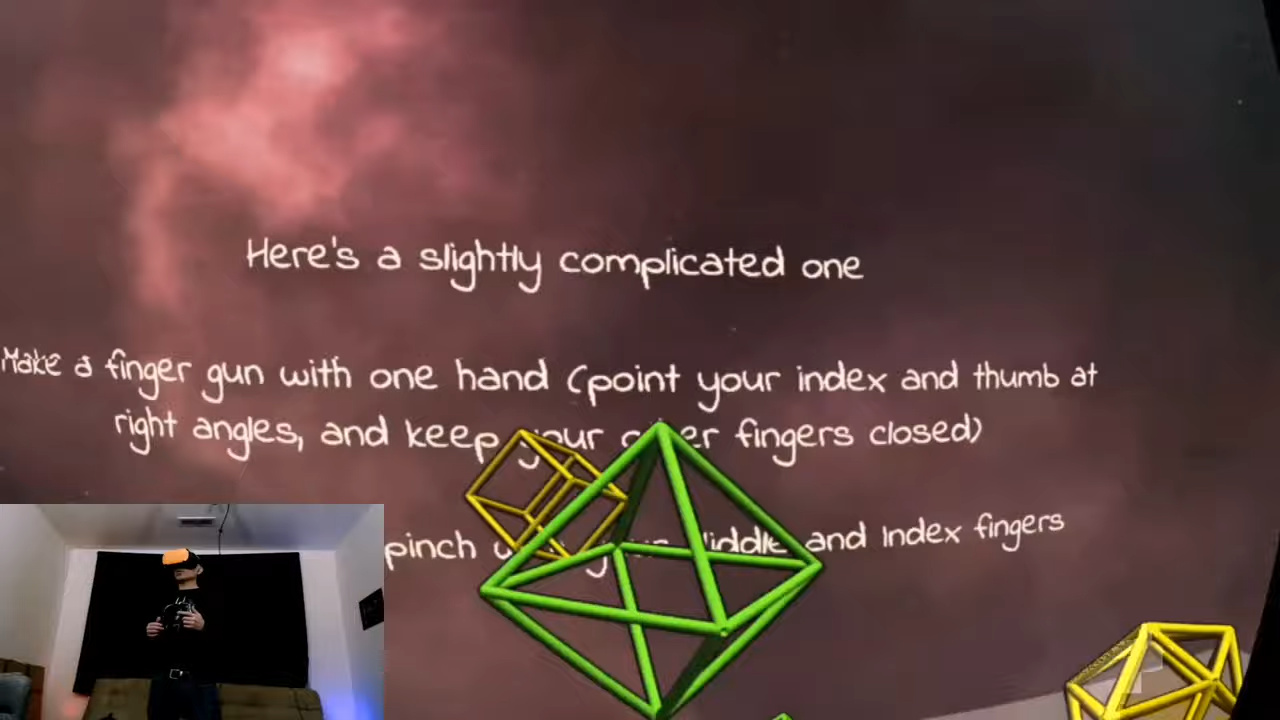 Here's a slightly complicated one
Make a finger gun with one hand (point your index and thumb at
right angles, and keep your fingers closed)
pinch and Index fingers